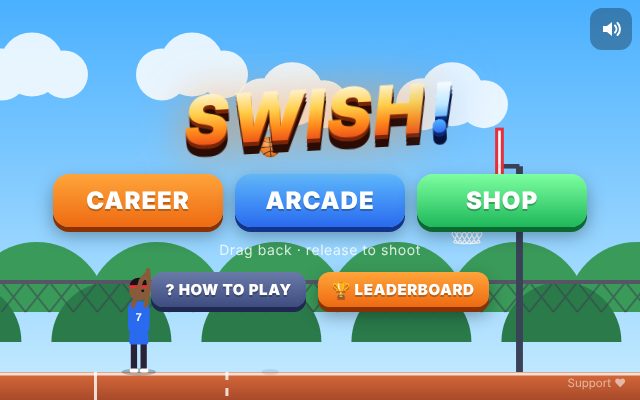 SWISH!
CAREER
ARCADE
SHOP
Drag back · release to shoot
? HOW TO PLAY
🏆 LEADERBOARD
7
Support ♥